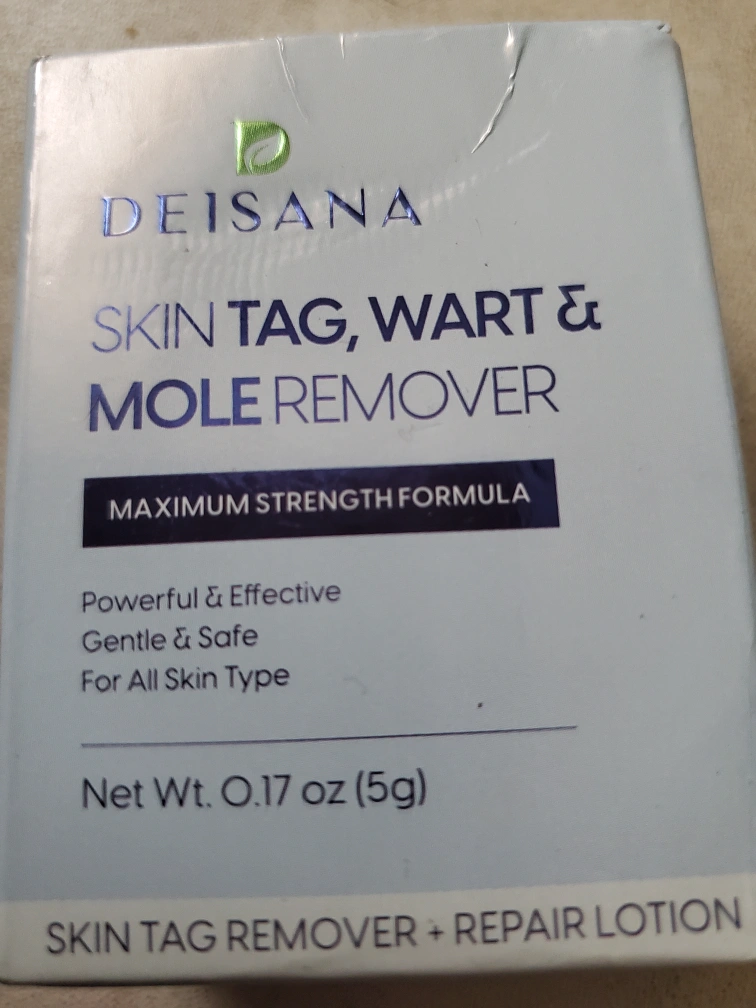 DEISANA
SKIN TAG, WART &
MOLE REMOVER
MAXIMUM STRENGTH FORMULA
Powerful & Effective
Gentle & Safe
For All Skin Type
Net Wt. 0.17 oz (5g)
SKIN TAG REMOVER + REPAIR LOTION